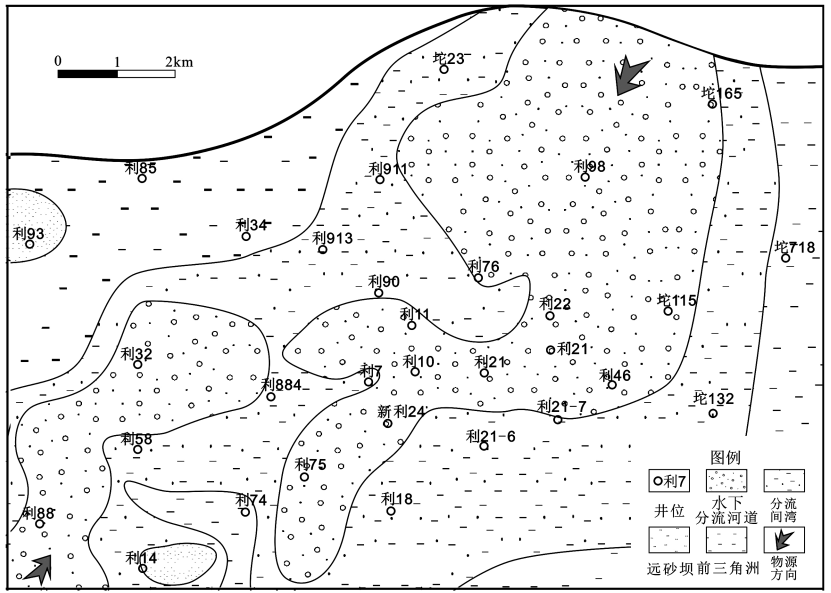 0 1 2km
坨23
坨165
利85
利911
利98
利93
利34
利913
坨718
利76
利90
利22
坨115
利11
利21
利32
利10
利21
利7
利46
利884
坨132
新利24
利21-7
利58
利21-6
利75
利88
利74
利18
利14
图例
利7
井位
水下
分流河道
分流
间湾
远砂坝
前三角洲
物源
方向